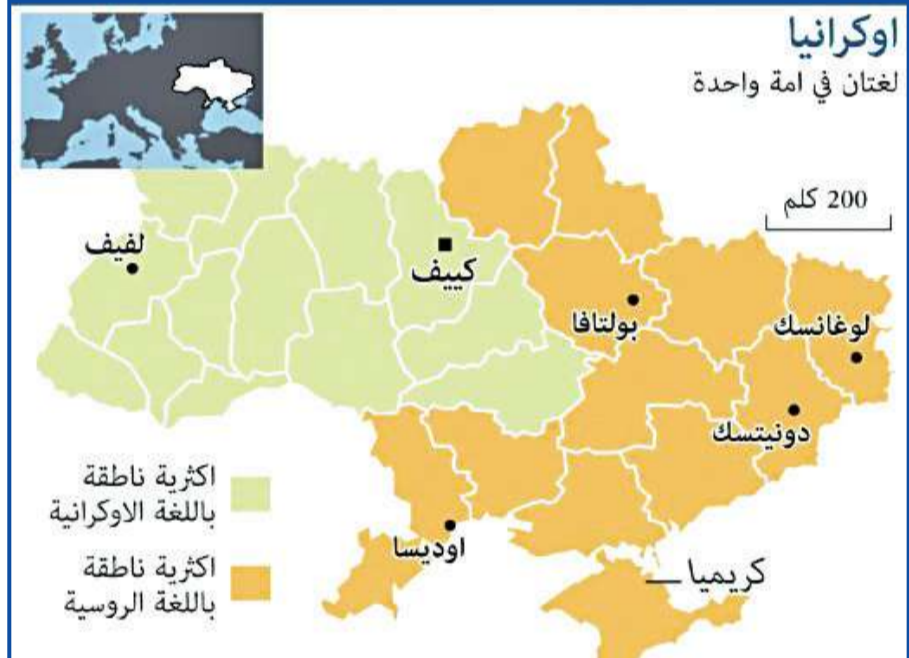 اوكرانيا
لغتان في امة واحدة
200 كلم
لفيف
كييف
بولتافا
لوغانسك
دونيتسك
اوديسا
كريميا
اكثرية ناطقة
باللغة الاوكرانية
اكثرية ناطقة
باللغة الروسية